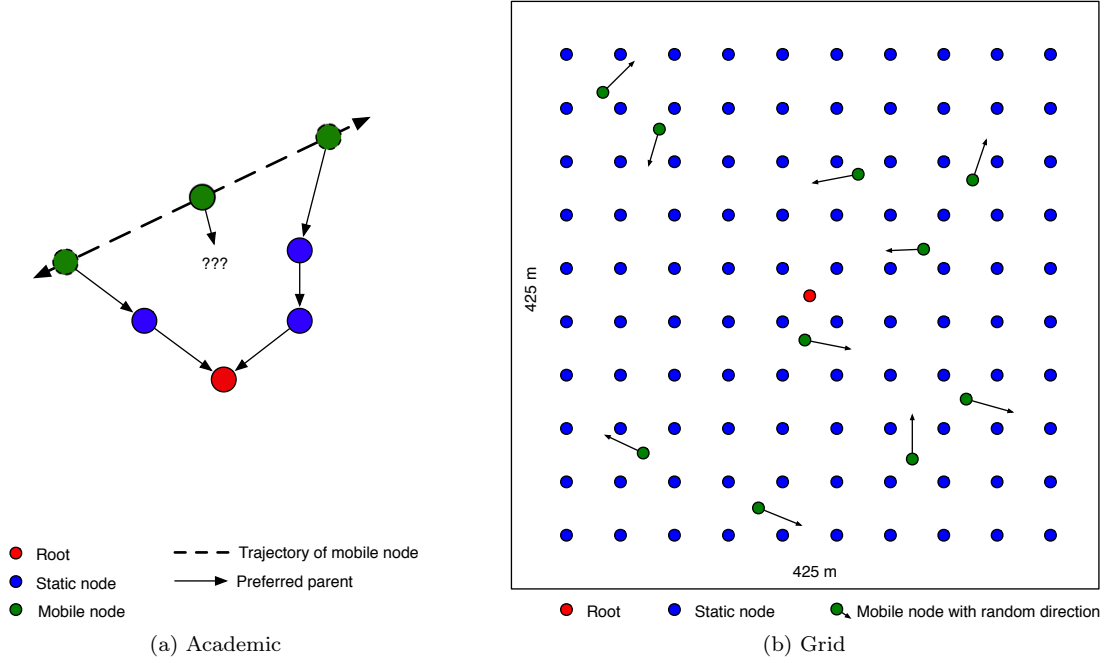 ???
Root
Static node
Mobile node
Trajectory of mobile node
Preferred parent
(a) Academic
425 m
425 m
Root
Static node
Mobile node with random direction
(b) Grid